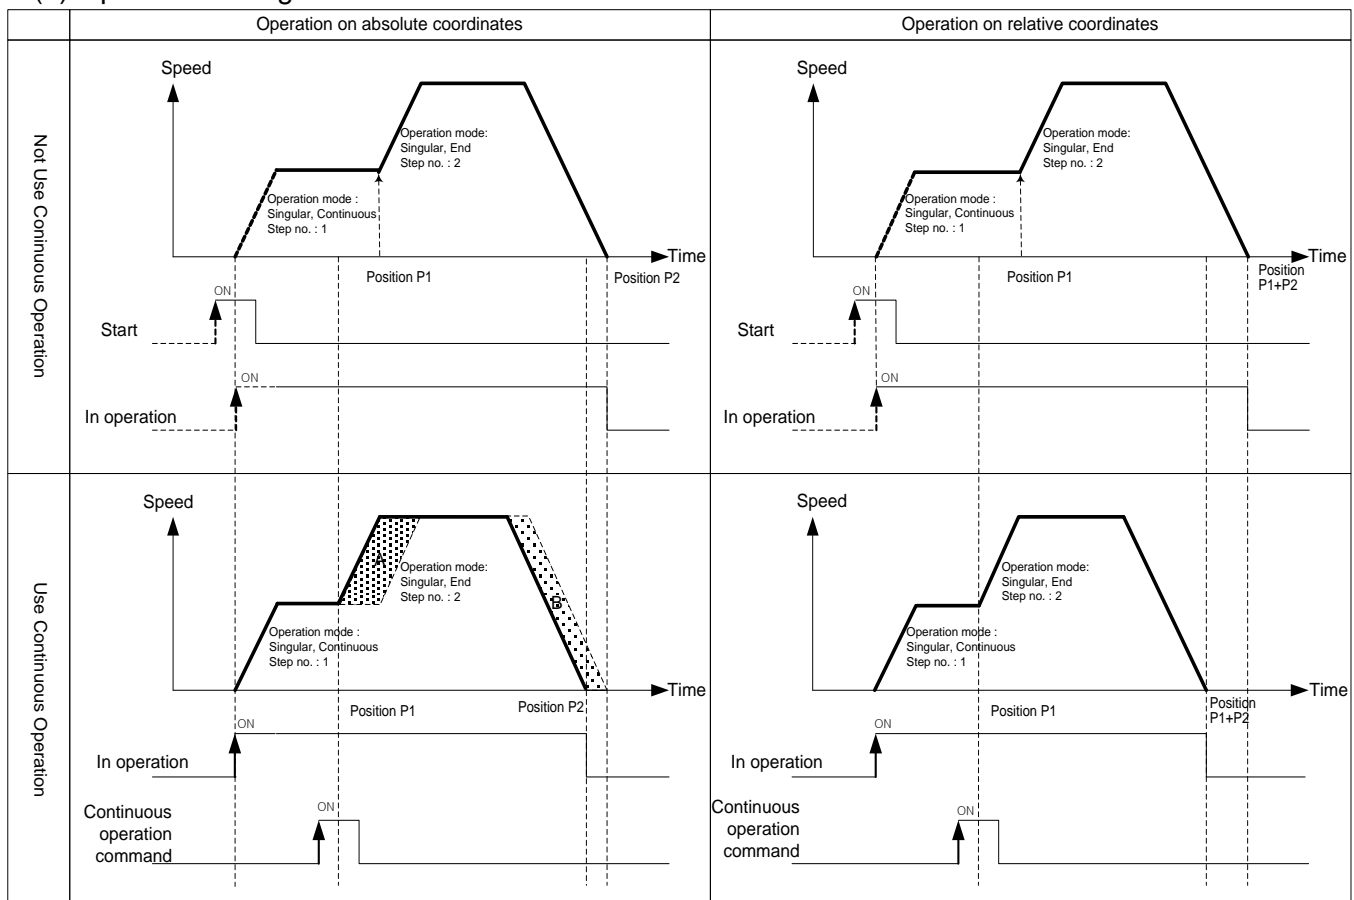 Operation on absolute coordinates
Operation on relative coordinates
Not Use Coninuous Operation
Speed
Operation mode:
Singular, End
Step no. : 2
Operation mode :
Singular, Continuous
Step no. : 1
Time
Position P1
Position P2
ON
Start
ON
In operation
Speed
Operation mode:
Singular, End
Step no. : 2
Operation mode :
Singular, Continuous
Step no. : 1
Time
Position P1
Position
P1+P2
ON
Start
ON
In operation
Use Continuous Operation
Speed
A
Operation mode:
Singular, End
Step no. : 2
B
Operation mode :
Singular, Continuous
Step no. : 1
Time
Position P1
Position P2
ON
In operation
ON
Continuous
operation
command
Speed
Operation mode:
Singular, End
Step no. : 2
Operation mode :
Singular, Continuous
Step no. : 1
Time
Position P1
Position
P1+P2
ON
In operation
ON
Continuous
operation
command